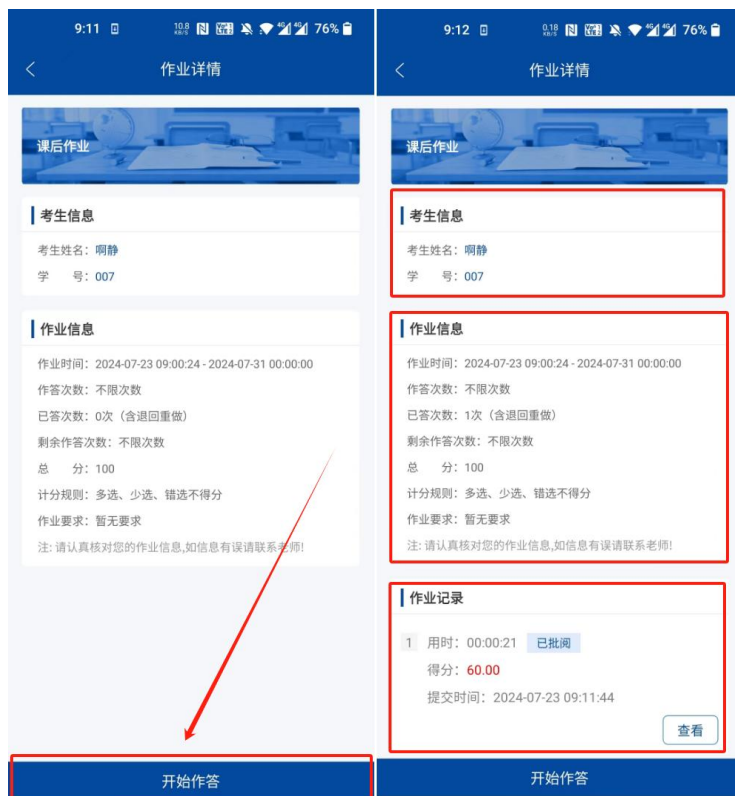 9:11 10.8 KB/S 4G 4G 76%
作业详情
课后作业
考生信息
考生姓名：啊静
学 号：007
作业信息
作业时间：2024-07-23 09:00:24 - 2024-07-31 00:00:00
作答次数：不限次数
已答次数：0次（含退回重做）
剩余作答次数：不限次数
总 分：100
计分规则：多选、少选、错选不得分
作业要求：暂无要求
注: 请认真核对您的作业信息,如信息有误请联系老师!
开始作答
9:12 0.18 KB/S 4G 4G 76%
作业详情
课后作业
考生信息
考生姓名：啊静
学 号：007
作业信息
作业时间：2024-07-23 09:00:24 - 2024-07-31 00:00:00
作答次数：不限次数
已答次数：1次（含退回重做）
剩余作答次数：不限次数
总 分：100
计分规则：多选、少选、错选不得分
作业要求：暂无要求
注: 请认真核对您的作业信息,如信息有误请联系老师!
作业记录
1 用时：00:00:21 已批阅
得分：60.00
提交时间：2024-07-23 09:11:44
查看
开始作答